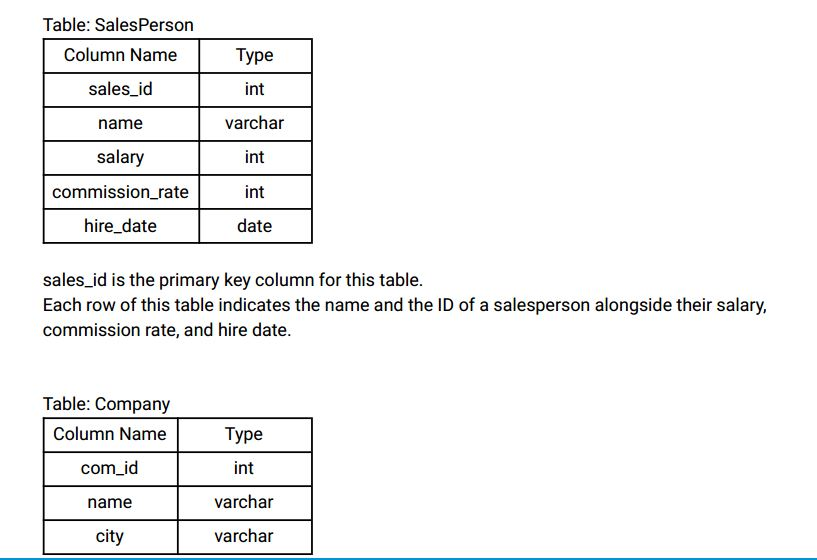 Table: SalesPerson
Column Name Type
sales_id int
name varchar
salary int
commission_rate int
hire_date date
sales_id is the primary key column for this table.
Each row of this table indicates the name and the ID of a salesperson alongside their salary,
commission rate, and hire date.
Table: Company
Column Name Type
com_id int
name varchar
city varchar